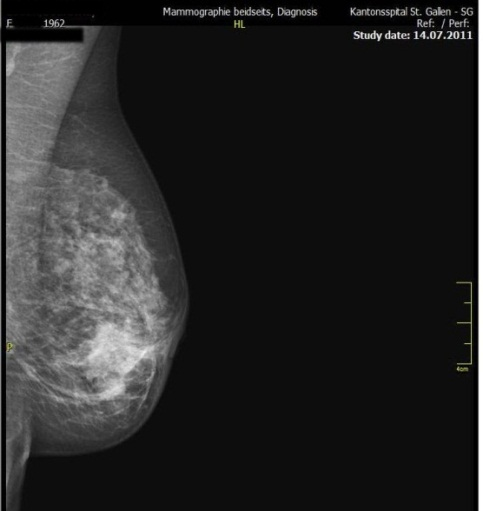 Mammographie beidseits, Diagnosis
Kantonsspital St. Gallen - SG
F 1962
HL
Ref: / Perf:
Study date: 14.07.2011
P
4cm